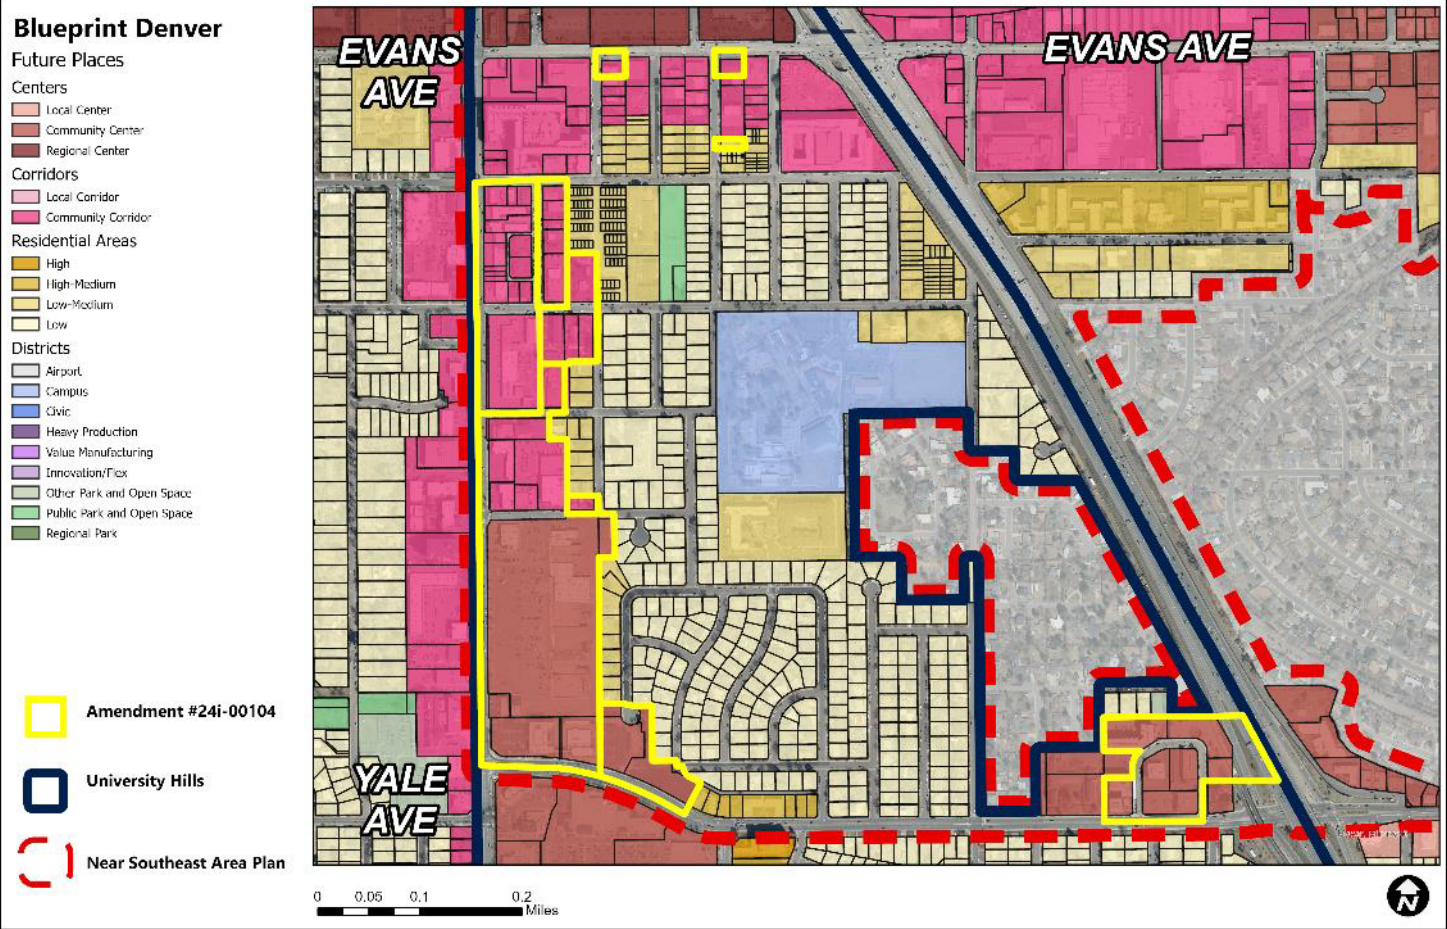 Blueprint Denver
Future Places
Centers
Local Center
Community Center
Regional Center
Corridors
Local Corridor
Community Corridor
Residential Areas
High
High-Medium
Low-Medium
Low
Districts
Airport
Campus
Civic
Heavy Production
Value Manufacturing
Innovation/Flex
Other Park and Open Space
Public Park and Open Space
Regional Park
Amendment #24i-00104
University Hills
Near Southeast Area Plan
EVANS
AVE
EVANS AVE
YALE
AVE
0 0.05 0.1 0.2
Miles
N